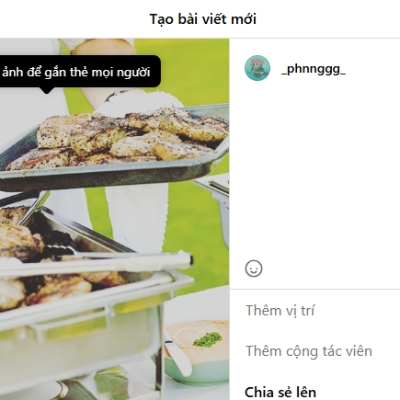 Tạo bài viết mới
ảnh để gắn thẻ mọi người
_phnnggg_
Thêm vị trí
Thêm cộng tác viên
Chia sẻ lên